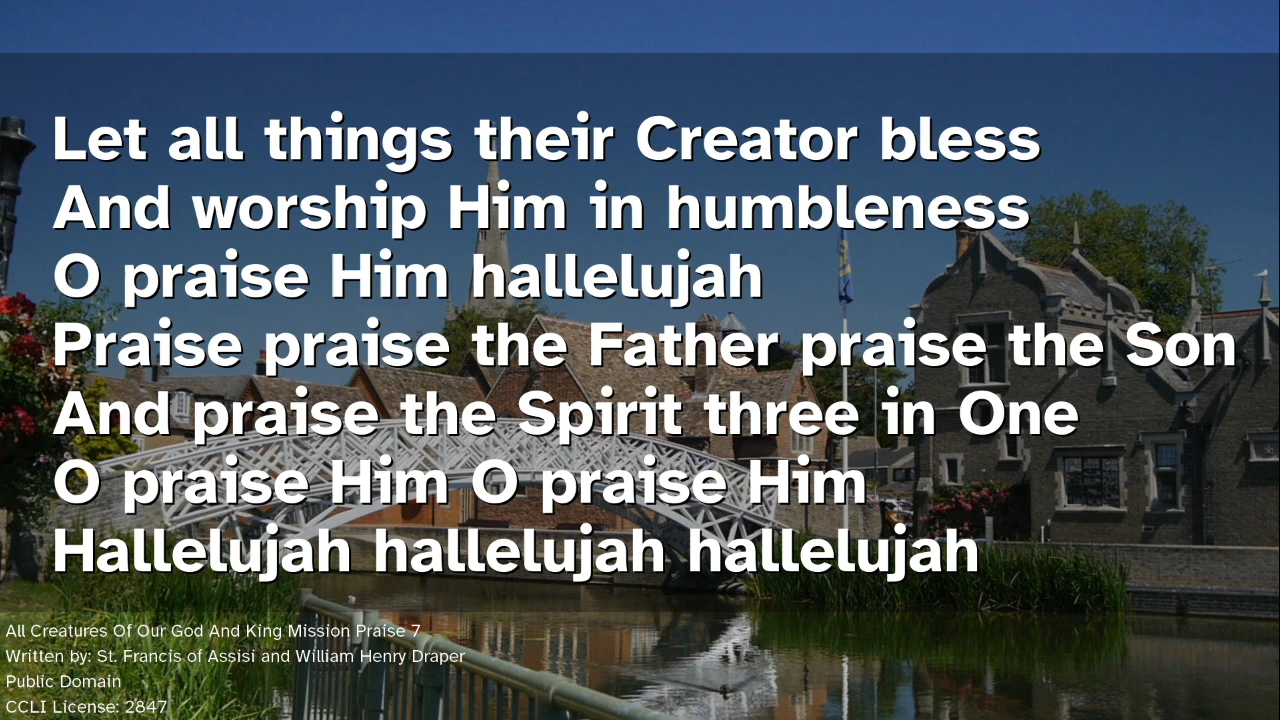 Let all things their Creator bless
And worship Him in humbleness
O praise Him hallelujah
Praise praise the Father praise the Son
And praise the Spirit three in One
O praise Him O praise Him
Hallelujah hallelujah hallelujah
All Creatures Of Our God And King Mission Praise 7
Written by: St. Francis of Assisi and William Henry Draper
Public Domain
CCLI License: 2847